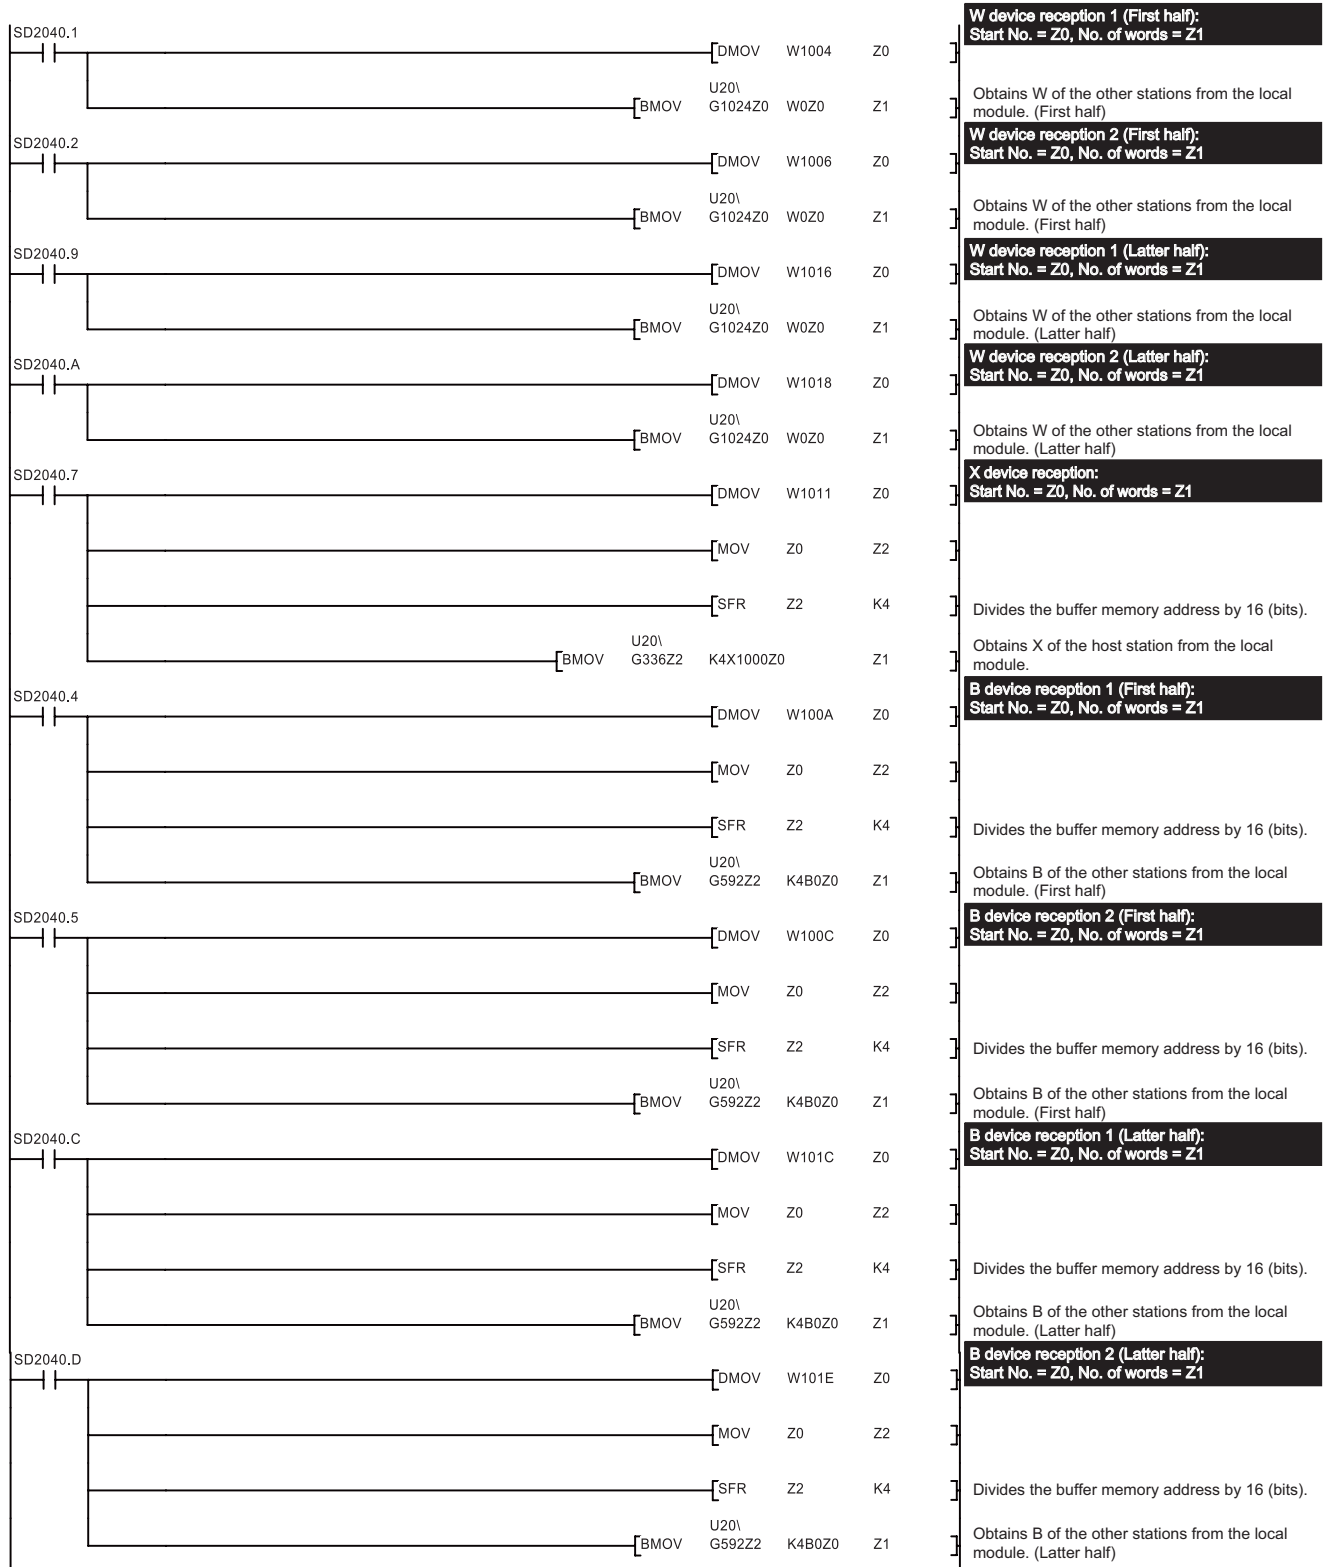 W device reception 1 (First half):
Start No. = Z0, No. of words = Z1
SD2040.1
DMOV W1004 Z0
U20\
BMOV G1024Z0 W0Z0 Z1
Obtains W of the other stations from the local
module. (First half)
SD2040.2
W device reception 2 (First half):
Start No. = Z0, No. of words = Z1
DMOV W1006 Z0
U20\
BMOV G1024Z0 W0Z0 Z1
Obtains W of the other stations from the local
module. (First half)
SD2040.9
W device reception 1 (Latter half):
Start No. = Z0, No. of words = Z1
DMOV W1016 Z0
U20\
BMOV G1024Z0 W0Z0 Z1
Obtains W of the other stations from the local
module. (Latter half)
SD2040.A
W device reception 2 (Latter half):
Start No. = Z0, No. of words = Z1
DMOV W1018 Z0
U20\
BMOV G1024Z0 W0Z0 Z1
Obtains W of the other stations from the local
module. (Latter half)
SD2040.7
X device reception:
Start No. = Z0, No. of words = Z1
DMOV W1011 Z0
MOV Z0 Z2
SFR Z2 K4
Divides the buffer memory address by 16 (bits).
U20\
BMOV G336Z2 K4X1000Z0 Z1
Obtains X of the host station from the local
module.
SD2040.4
B device reception 1 (First half):
Start No. = Z0, No. of words = Z1
DMOV W100A Z0
MOV Z0 Z2
SFR Z2 K4
Divides the buffer memory address by 16 (bits).
U20\
BMOV G592Z2 K4B0Z0 Z1
Obtains B of the other stations from the local
module. (First half)
SD2040.5
B device reception 2 (First half):
Start No. = Z0, No. of words = Z1
DMOV W100C Z0
MOV Z0 Z2
SFR Z2 K4
Divides the buffer memory address by 16 (bits).
U20\
BMOV G592Z2 K4B0Z0 Z1
Obtains B of the other stations from the local
module. (First half)
SD2040.C
B device reception 1 (Latter half):
Start No. = Z0, No. of words = Z1
DMOV W101C Z0
MOV Z0 Z2
SFR Z2 K4
Divides the buffer memory address by 16 (bits).
U20\
BMOV G592Z2 K4B0Z0 Z1
Obtains B of the other stations from the local
module. (Latter half)
SD2040.D
B device reception 2 (Latter half):
Start No. = Z0, No. of words = Z1
DMOV W101E Z0
MOV Z0 Z2
SFR Z2 K4
Divides the buffer memory address by 16 (bits).
U20\
BMOV G592Z2 K4B0Z0 Z1
Obtains B of the other stations from the local
module. (Latter half)